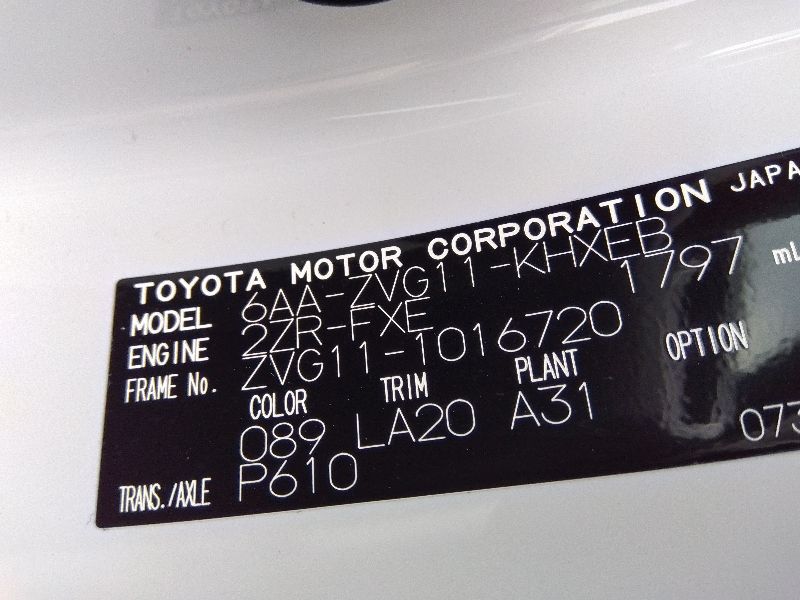 TOYOTA MOTOR CORPORATION JAPA
MODEL 6AA-ZVG11-KHXEB
ENGINE 2ZR-FXE 1797 mL
FRAME No. ZVG11-1016720
COLOR TRIM PLANT OPTION
089 LA20 A31 073
TRANS./AXLE P610